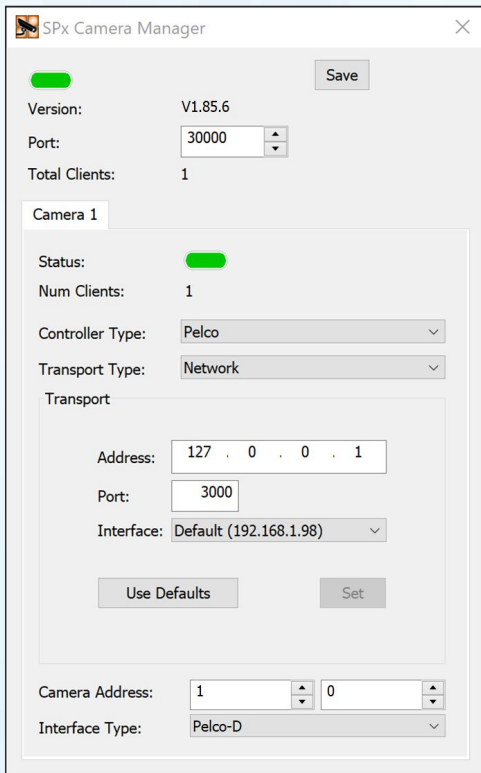 SPx Camera Manager
Save
Version: V1.85.6
Port: 30000
Total Clients: 1
Camera 1
Status:
Num Clients: 1
Controller Type: Pelco
Transport Type: Network
Transport
Address: 127 . 0 . 0 . 1
Port: 3000
Interface: Default (192.168.1.98)
Use Defaults Set
Camera Address: 1 0
Interface Type: Pelco-D